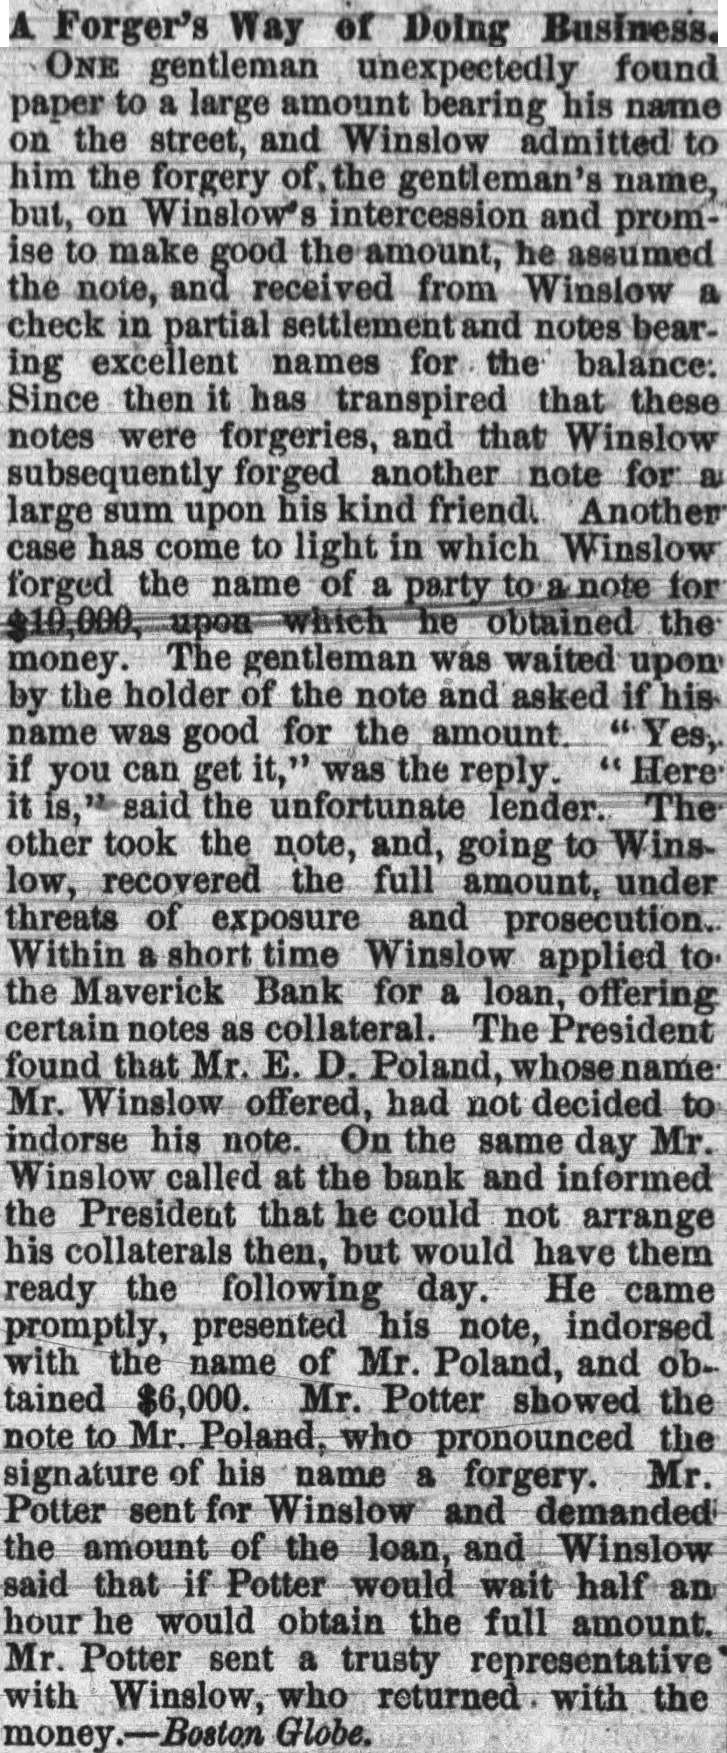 A Forger's Way of Doing Business.
ONE gentleman unexpectedly found
paper to a large amount bearing his name
on the street, and Winslow admitted to
him the forgery of the gentleman's name,
but, on Winslow's intercession and prom-
ise to make good the amount, he assumed
the note, and received from Winslow a
check in partial settlement and notes bear-
ing excellent names for the balance.
Since then it has transpired that these
notes were forgeries, and that Winslow
subsequently forged another note for a
large sum upon his kind friend. Another
case has come to light in which Winslow
forged the name of a party to a note for
$10,000, upon which he obtained the
money. The gentleman was waited upon
by the holder of the note and asked if his
name was good for the amount. "Yes,
if you can get it," was the reply. "Here
it is," said the unfortunate lender. The
other took the note, and, going to Wins-
low, recovered the full amount, under
threats of exposure and prosecution.
Within a short time Winslow applied to
the Maverick Bank for a loan, offering
certain notes as collateral. The President
found that Mr. E. D. Poland, whose name
Mr. Winslow offered, had not decided to
indorse his note. On the same day Mr.
Winslow called at the bank and informed
the President that he could not arrange
his collaterals then, but would have them
ready the following day. He came
promptly, presented his note, indorsed
with the name of Mr. Poland, and ob-
tained $6,000. Mr. Potter showed the
note to Mr. Poland, who pronounced the
signature of his name a forgery. Mr.
Potter sent for Winslow and demanded
the amount of the loan, and Winslow
said that if Potter would wait half an
hour he would obtain the full amount.
Mr. Potter sent a trusty representative
with Winslow, who returned with the
money.—Boston Globe.